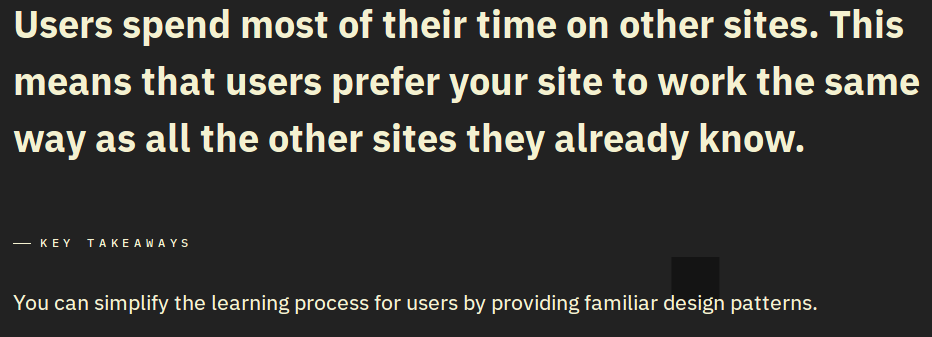 Users spend most of their time on other sites. This
means that users prefer your site to work the same
way as all the other sites they already know.
KEY TAKEAWAYS
You can simplify the learning process for users by providing familiar design patterns.